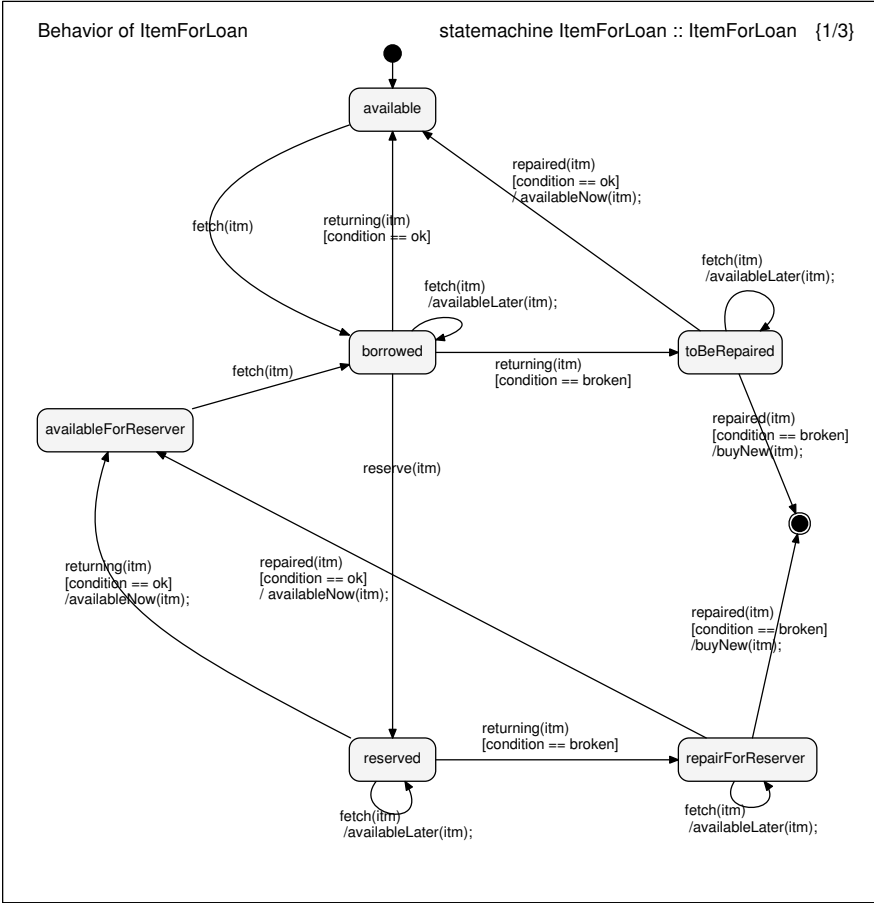 Behavior of ItemForLoan
statemachine ItemForLoan :: ItemForLoan {1/3}
available
repaired(itm)
[condition == ok]
/ availableNow(itm);
fetch(itm)
returning(itm)
[condition == ok]
fetch(itm)
/availableLater(itm);
fetch(itm)
/availableLater(itm);
borrowed
toBeRepaired
returning(itm)
[condition == broken]
fetch(itm)
availableForReserver
repaired(itm)
[condition == broken]
/buyNew(itm);
reserve(itm)
returning(itm)
[condition == ok]
/availableNow(itm);
repaired(itm)
[condition == ok]
/ availableNow(itm);
repaired(itm)
[condition == broken]
/buyNew(itm);
returning(itm)
[condition == broken]
reserved
repairForReserver
fetch(itm)
/availableLater(itm);
fetch(itm)
/availableLater(itm);